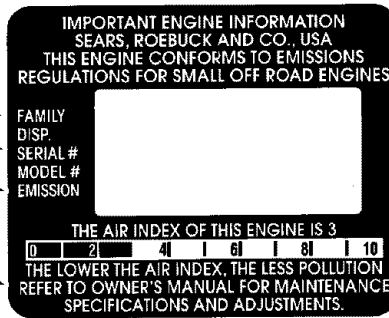 IMPORTANT ENGINE INFORMATION
SEARS, ROEBUCK AND CO., USA
THIS ENGINE CONFORMS TO EMISSIONS
REGULATIONS FOR SMALL OFF ROAD ENGINES
FAMILY
DISP.
SERIAL #
MODEL #
EMISSION
THE AIR INDEX OF THIS ENGINE IS 3
0 2 4 6 8 10
THE LOWER THE AIR INDEX, THE LESS POLLUTION
REFER TO OWNER'S MANUAL FOR MAINTENANCE
SPECIFICATIONS AND ADJUSTMENTS.